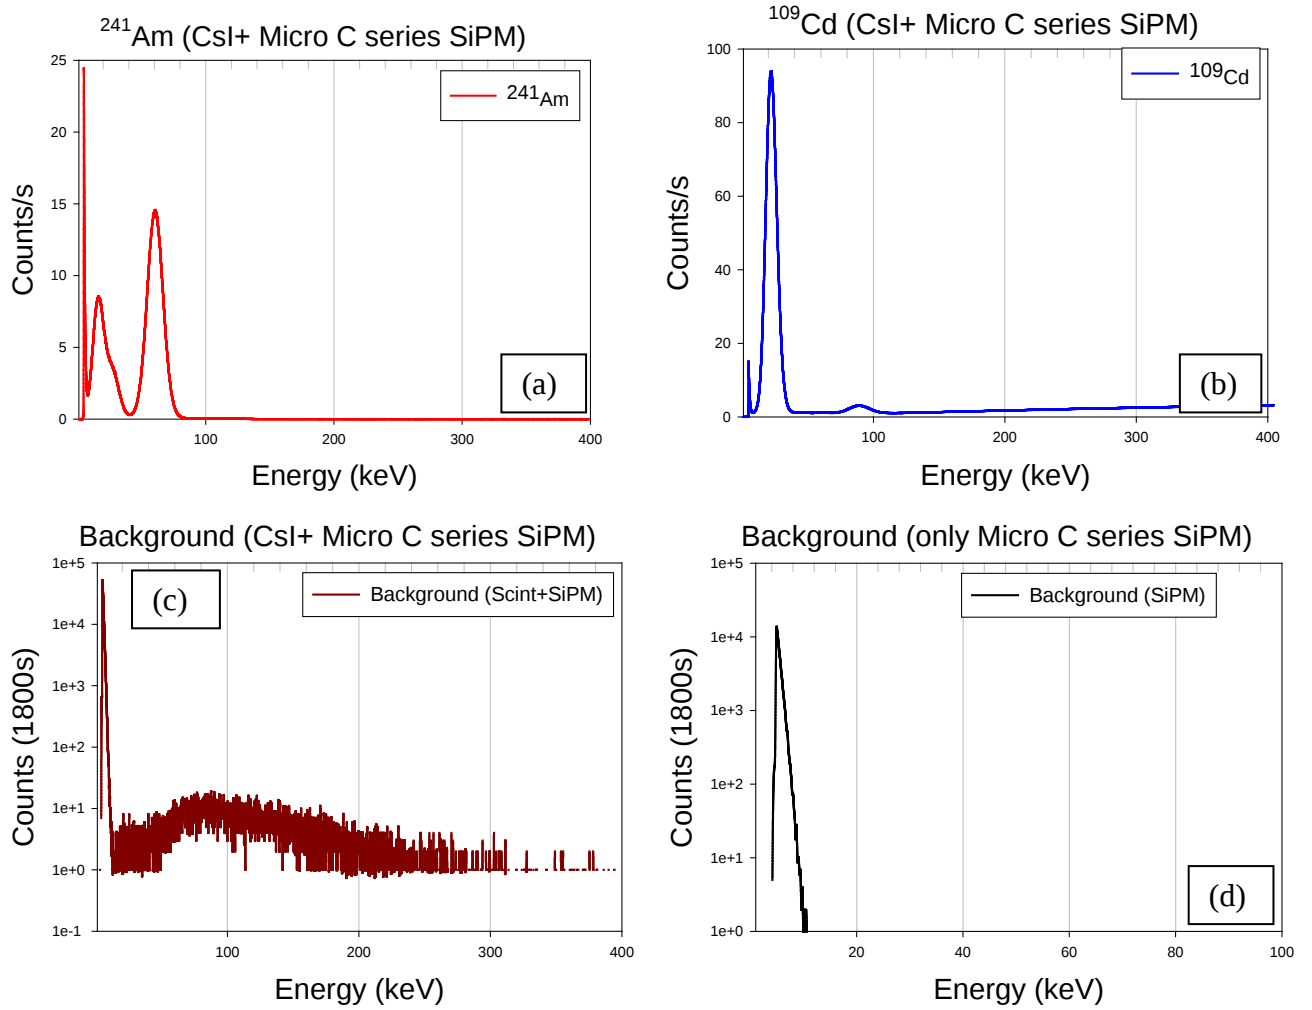 ²⁴¹Am (CsI+ Micro C series SiPM)
25
20
15
10
5
0
Counts/s
²⁴¹Am
(a)
100
200
300
400
Energy (keV)
¹⁰⁹Cd (CsI+ Micro C series SiPM)
100
80
60
40
20
0
Counts/s
¹⁰⁹Cd
(b)
100
200
300
400
Energy (keV)
Background (CsI+ Micro C series SiPM)
1e+5
1e+4
1e+3
1e+2
1e+1
1e+0
1e-1
Counts (1800s)
(c)
Background (Scint+SiPM)
100
200
300
400
Energy (keV)
Background (only Micro C series SiPM)
1e+5
1e+4
1e+3
1e+2
1e+1
1e+0
Counts (1800s)
Background (SiPM)
(d)
20
40
60
80
100
Energy (keV)